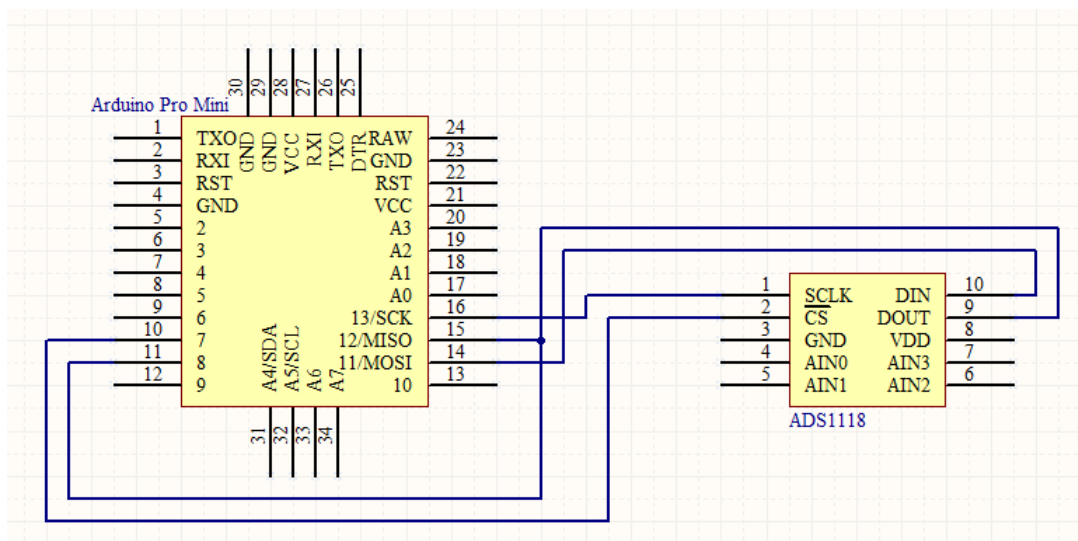 30 29 28 27 26 25
Arduino Pro Mini
GND GND VCC RXI TXO DTR
1 TXO RAW 24
2 RXI GND 23
3 RST RST 22
4 GND VCC 21
5 2 A3 20
6 3 A2 19
7 4 A1 18
8 5 A0 17
9 6 13/SCK 16
10 7 12/MISO 15
11 8 11/MOSI 14
12 9 10 13
A4/SDA A5/SCL A6 A7
31 32 33 34
1 SCLK DIN 10
2 CS DOUT 9
3 GND VDD 8
4 AIN0 AIN3 7
5 AIN1 AIN2 6
ADS1118